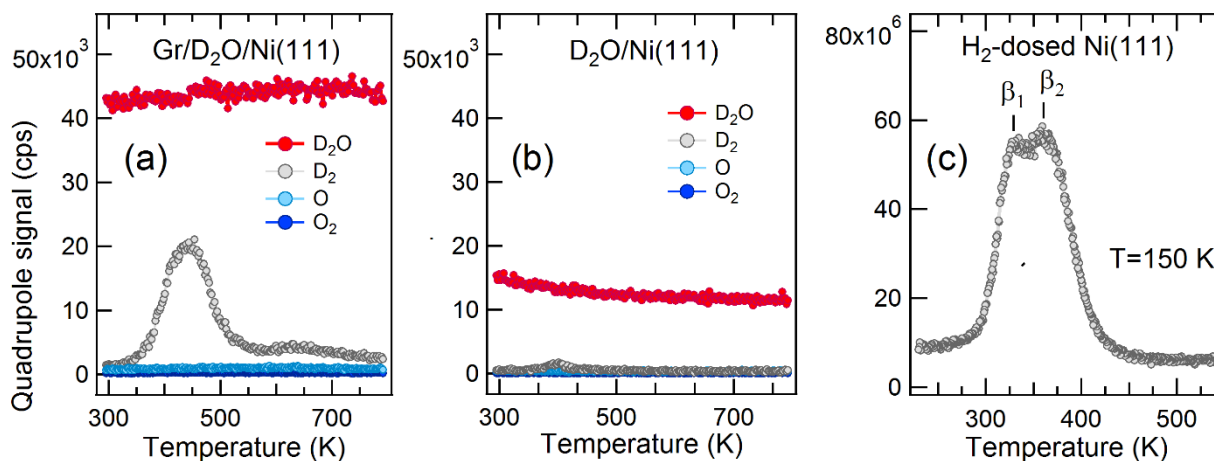 Quadrupole signal (cps)
50x10³
40
30
20
10
0
Gr/D₂O/Ni(111)
(a)
D₂O
D₂
O
O₂
300
500
700
Temperature (K)
50x10³
40
30
20
10
0
D₂O/Ni(111)
(b)
D₂O
D₂
O
O₂
300
500
700
Temperature (K)
80x10⁶
60
40
20
0
H₂-dosed Ni(111)
β₁
β₂
(c)
T=150 K
300
400
500
Temperature (K)